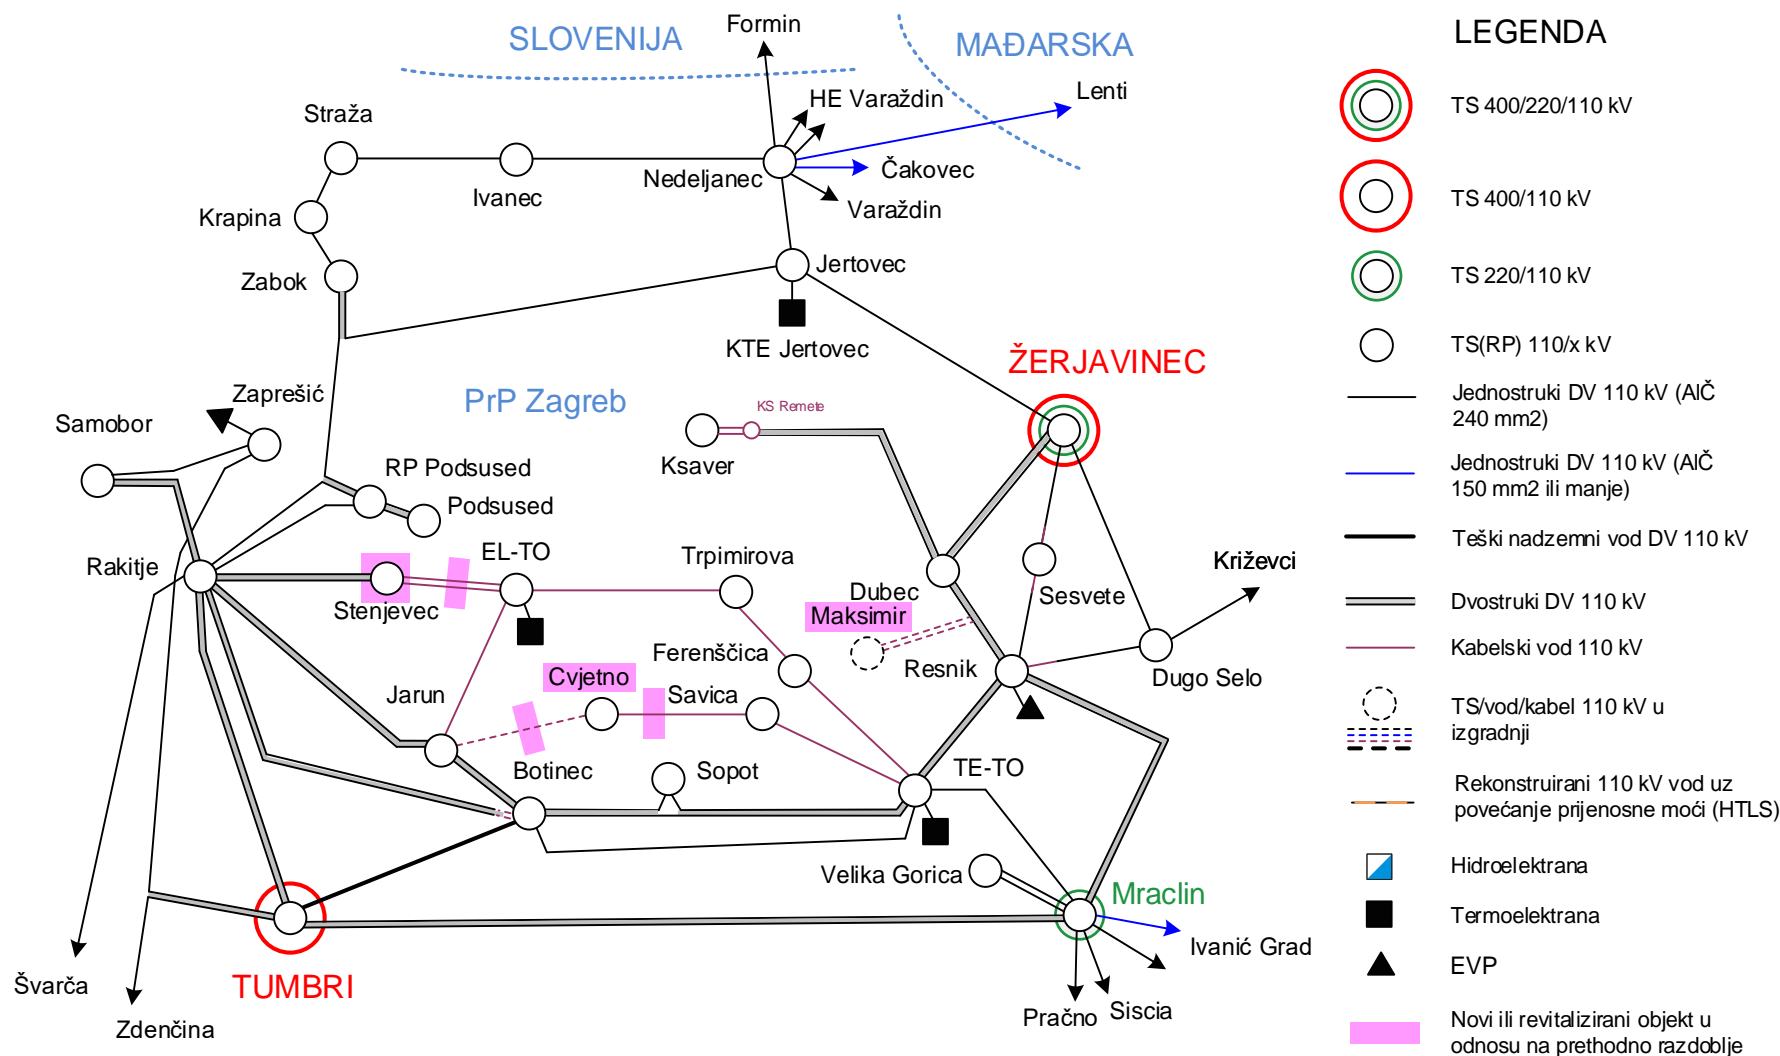 Formin
SLOVENIJA
MAĐARSKA
LEGENDA
HE Varaždin
Lenti
TS 400/220/110 kV
Straža
Nedeljanec
Čakovec
Ivanec
Varaždin
TS 400/110 kV
Krapina
Zabok
Jertovec
TS 220/110 kV
KTE Jertovec
ŽERJAVINEC
TS(RP) 110/x kV
Zaprešić
PrP Zagreb
KS Remete
Jednostruki DV 110 kV (AlČ
240 mm2)
Samobor
Ksaver
RP Podsused
Jednostruki DV 110 kV (AlČ
150 mm2 ili manje)
Podsused
Teški nadzemni vod DV 110 kV
EL-TO
Trpimirova
Rakitje
Križevci
Dubec
Sesvete
Stenjevec
Maksimir
Dvostruki DV 110 kV
Kabelski vod 110 kV
Ferenščica
Resnik
Cvjetno
Dugo Selo
Jarun
Savica
TS/vod/kabel 110 kV u
izgradnji
Botinec
Sopot
TE-TO
Rekonstruirani 110 kV vod uz
povećanje prijenosne moći (HTLS)
Velika Gorica
Hidroelektrana
Mraclin
Termoelektrana
Ivanić Grad
EVP
Švarča
TUMBRI
Siscia
Pračno
Zdenčina
Novi ili revitalizirani objekt u
odnosu na prethodno razdoblje